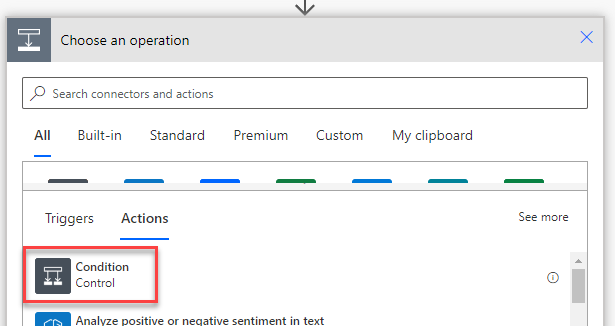 Choose an operation
Search connectors and actions
All Built-in Standard Premium Custom My clipboard
Triggers Actions See more
Condition
Control
Analyze positive or negative sentiment in text